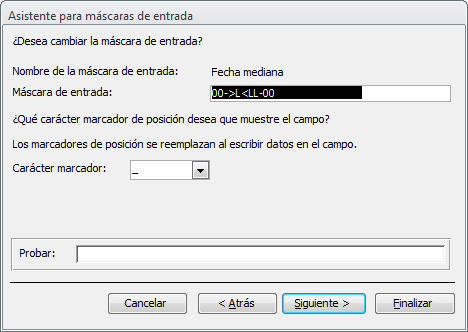 Asistente para máscaras de entrada
¿Desea cambiar la máscara de entrada?
Nombre de la máscara de entrada: Fecha mediana
Máscara de entrada: 00->L<LL-00
¿Qué carácter marcador de posición desea que muestre el campo?
Los marcadores de posición se reemplazan al escribir datos en el campo.
Carácter marcador: _
Probar:
Cancelar < Atrás Siguiente > Finalizar